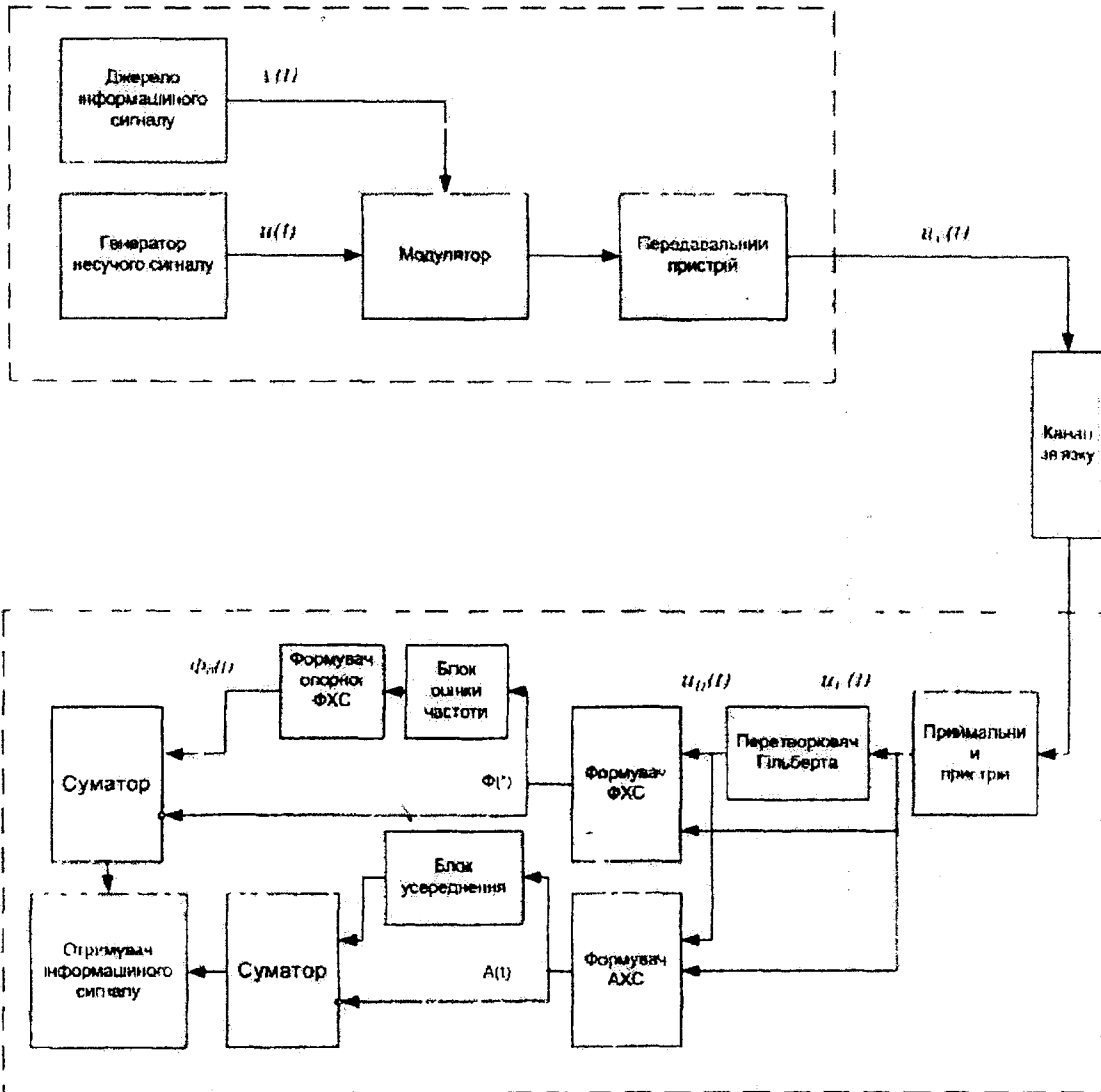 Джерело
інформаційного
сигналу
Генератор
несучого сигналу
u(t)
Модулятор
Передавальний
пристрій
Канал
зв'язку
Формувач
опорної
ФХС
Блок
оцінки
частоти
Суматор
Формувач
ФХС
Перетворювач
Гільберта
Приймальни
й
пристрій
Блок
усереднення
Отримувач
інформаційного
сигналу
Суматор
A(t)
Формувач
АХС